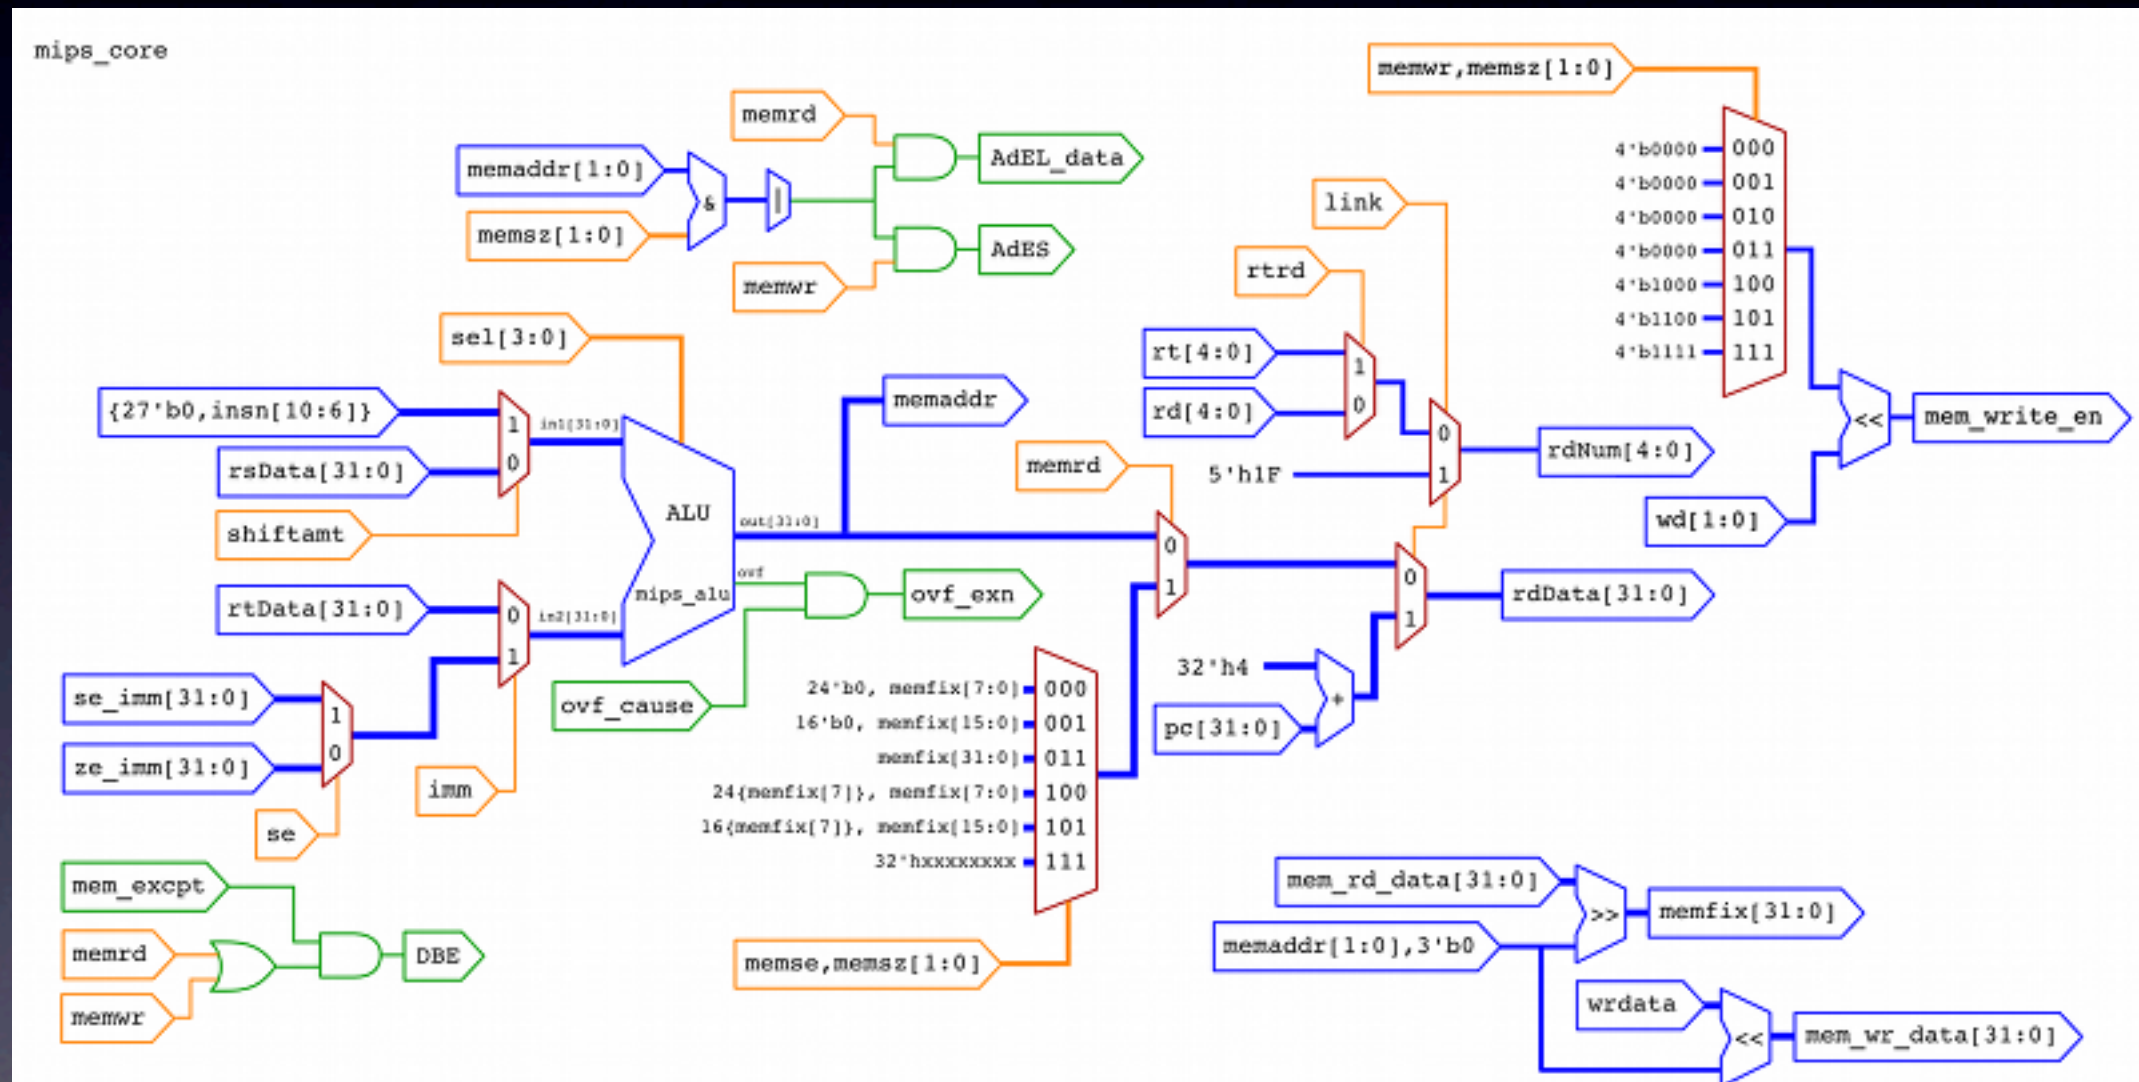 mips_core
memwr,memsz[1:0]
memrd
AdEL_data
memaddr[1:0]
&
|
memsz[1:0]
AdES
memwr
4'b0000 000
4'b0000 001
4'b0000 010
4'b0000 011
4'b1000 100
4'b1100 101
4'b1111 111
link
rtrd
rt[4:0]
rd[4:0]
1
0
0
1
5'h1F
rdNum[4:0]
<<
mem_write_en
wd[1:0]
sel[3:0]
{27'b0,insn[10:6]}
rsData[31:0]
1
0
shiftamt
in1[31:0]
ALU
mips_alu
out[31:0]
ovf
memaddr
memrd
0
1
rtData[31:0]
0
1
in2[31:0]
ovf_exn
ovf_cause
se_imm[31:0]
ze_imm[31:0]
1
0
imm
se
0
1
rdData[31:0]
32'h4
pc[31:0]
+
24'b0, memfix[7:0] 000
16'b0, memfix[15:0] 001
memfix[31:0] 011
24{memfix[7]}, memfix[7:0] 100
16{memfix[7]}, memfix[15:0] 101
32'hxxxxxxxx 111
memse,memsz[1:0]
mem_excpt
memrd
memwr
DBE
mem_rd_data[31:0]
memaddr[1:0],3'b0
>>
memfix[31:0]
wrdata
<<
mem_wr_data[31:0]